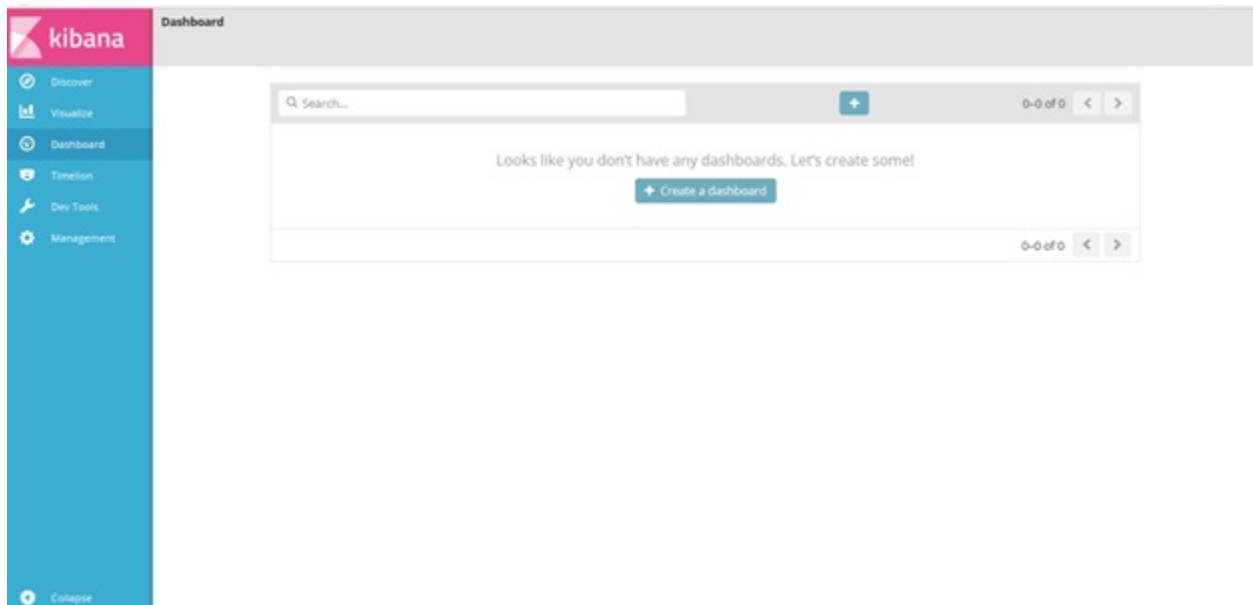 kibana
Dashboard
Discover
Visualize
Dashboard
Timelion
Dev Tools
Management
Collapse
Search...
0-0 of 0
Looks like you don't have any dashboards. Let's create some!
Create a dashboard
0-0 of 0